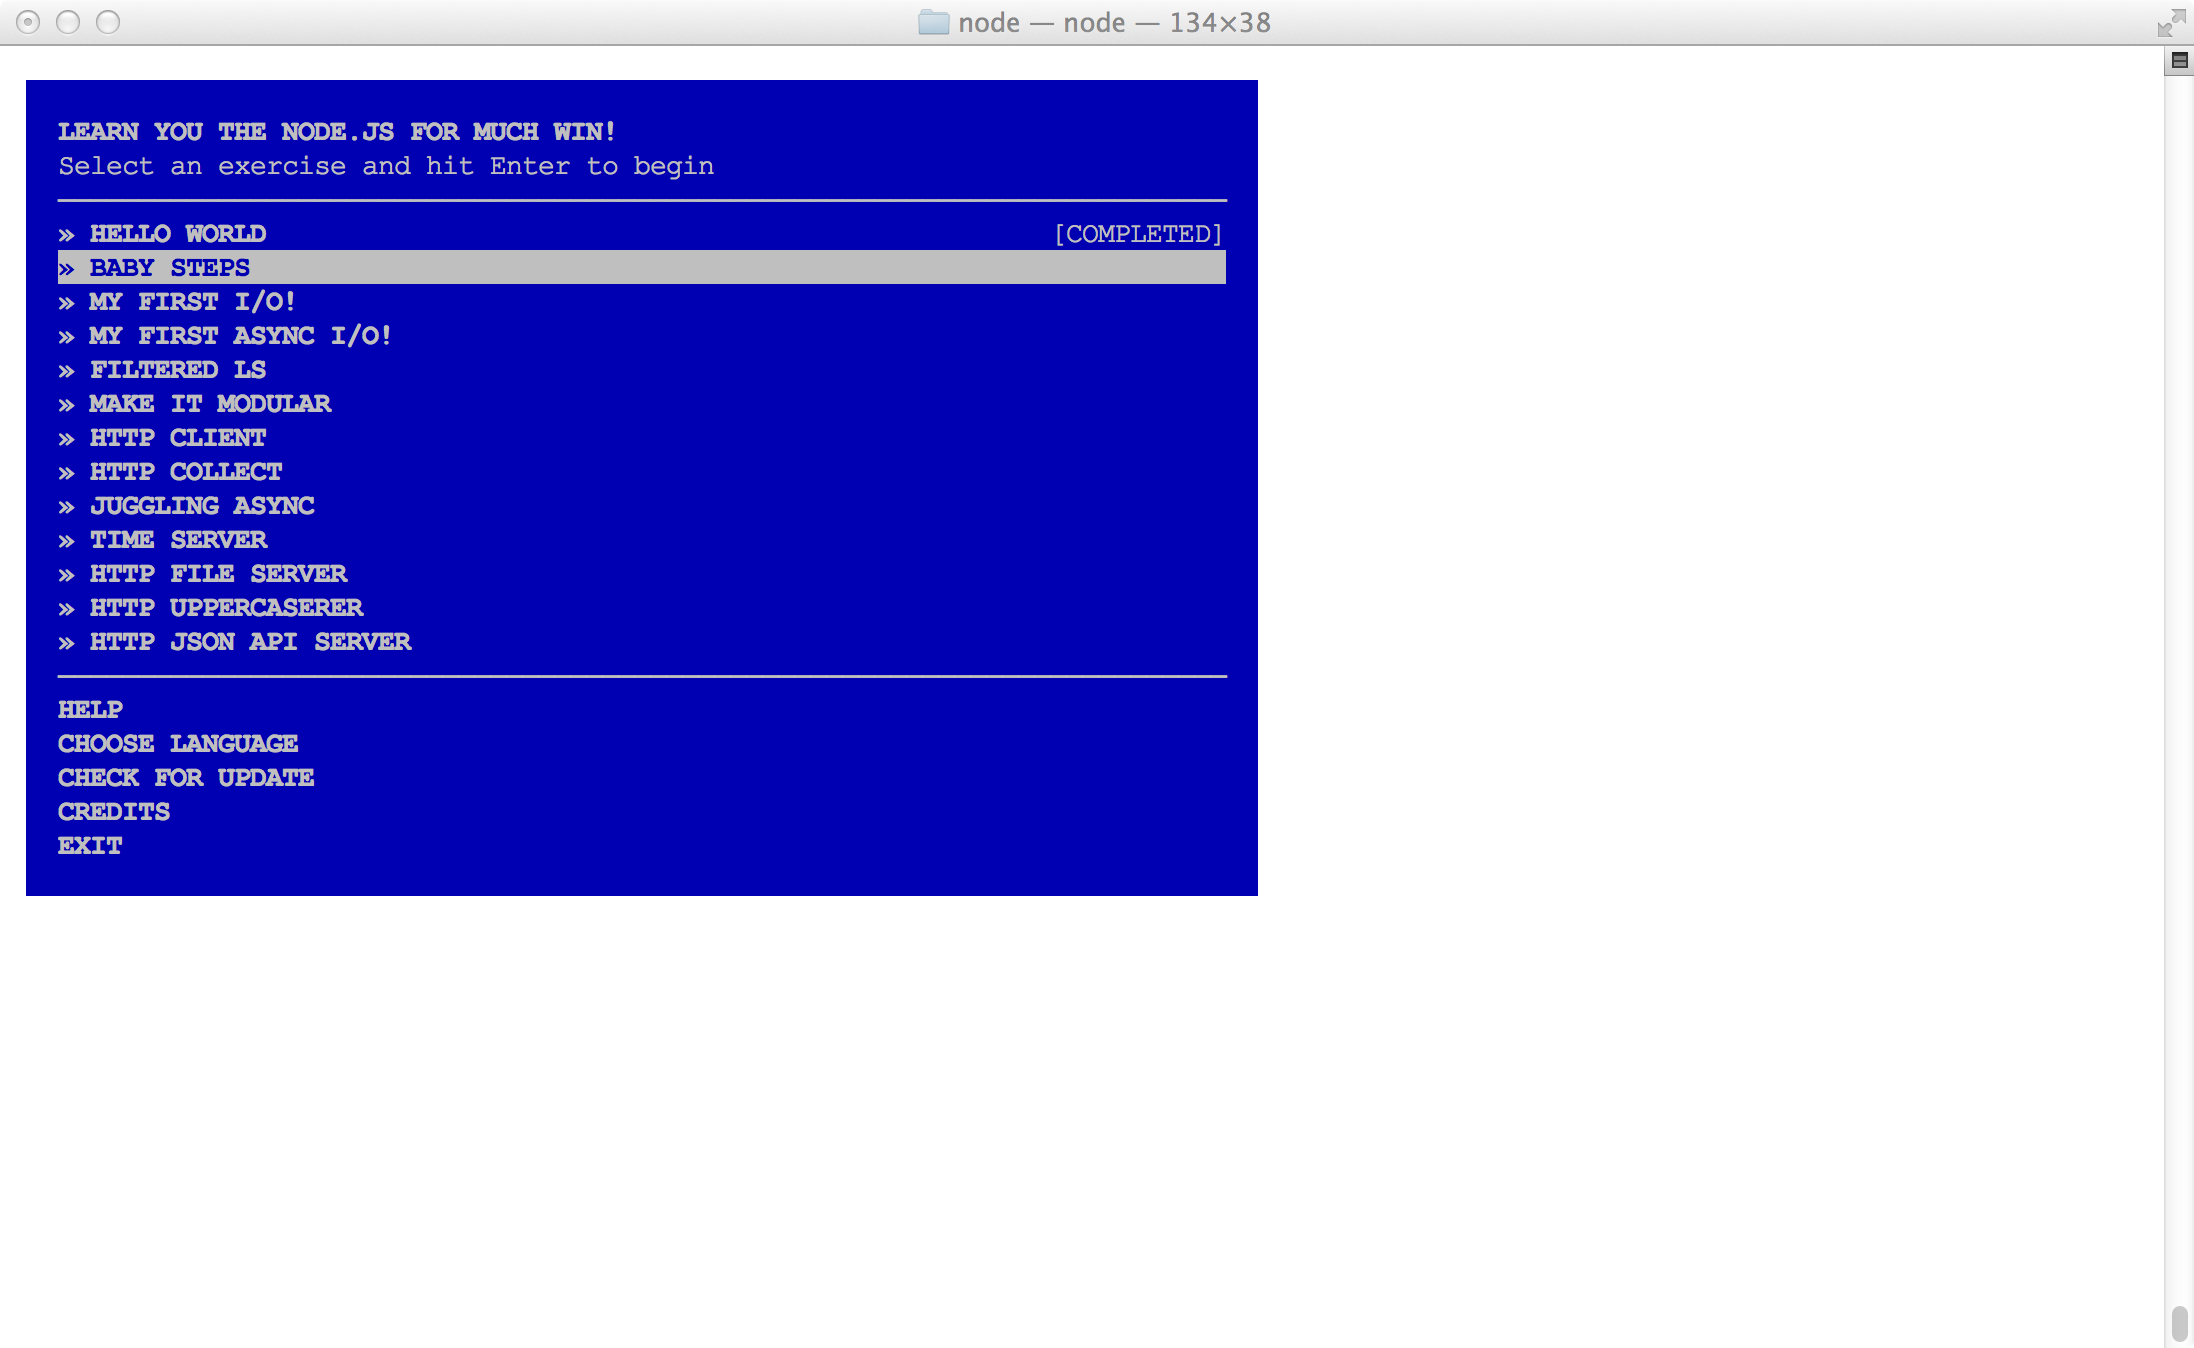 node — node — 134×38
LEARN YOU THE NODE.JS FOR MUCH WIN!
Select an exercise and hit Enter to begin
» HELLO WORLD [COMPLETED]
» BABY STEPS
» MY FIRST I/O!
» MY FIRST ASYNC I/O!
» FILTERED LS
» MAKE IT MODULAR
» HTTP CLIENT
» HTTP COLLECT
» JUGGLING ASYNC
» TIME SERVER
» HTTP FILE SERVER
» HTTP UPPERCASERER
» HTTP JSON API SERVER
HELP
CHOOSE LANGUAGE
CHECK FOR UPDATE
CREDITS
EXIT